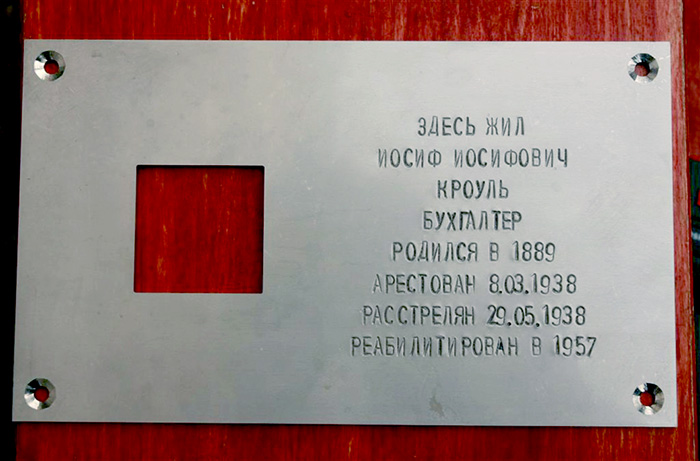 ЗДЕСЬ ЖИЛ
ИОСИФ ИОСИФОВИЧ
КРОУЛЬ
БУХГАЛТЕР
РОДИЛСЯ В 1889
АРЕСТОВАН 8.03.1938
РАССТРЕЛЯН 29.05.1938
РЕАБИЛИТИРОВАН В 1957